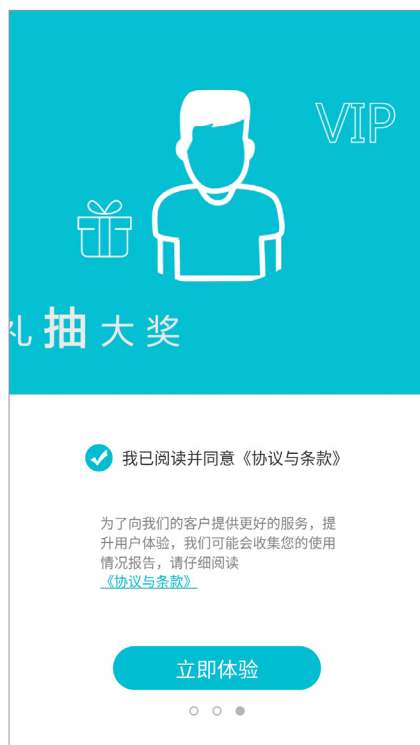 VIP
礼抽大奖
我已阅读并同意《协议与条款》
为了向我们的客户提供更好的服务，提
升用户体验，我们可能会收集您的使用
情况报告，请仔细阅读
《协议与条款》
立即体验